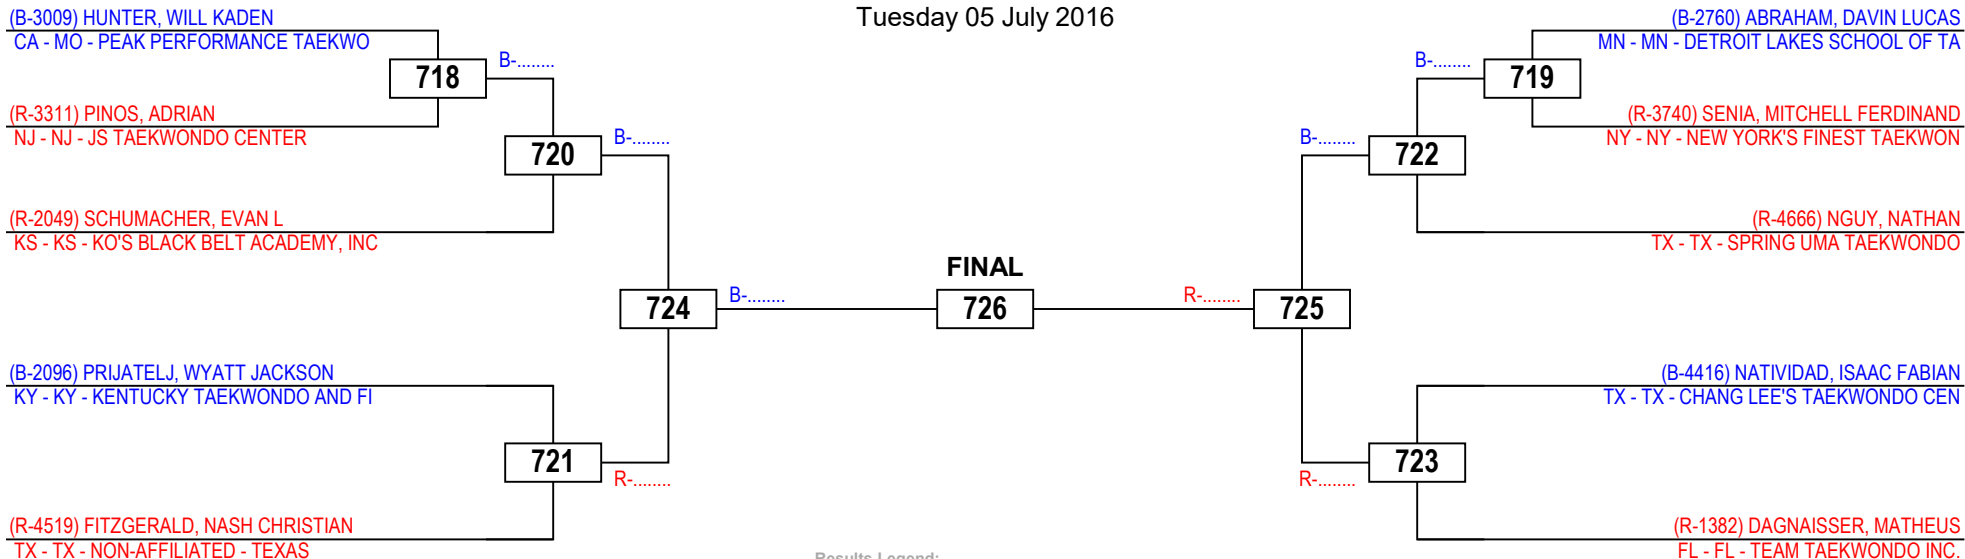 Tuesday 05 July 2016
(B-3009) HUNTER, WILL KADEN
CA - MO - PEAK PERFORMANCE TAEKWO
718
B-........
(R-3311) PINOS, ADRIAN
NJ - NJ - JS TAEKWONDO CENTER
720
B-........
(R-2049) SCHUMACHER, EVAN L
KS - KS - KO'S BLACK BELT ACADEMY, INC
724
B-........
(B-2096) PRIJATELJ, WYATT JACKSON
KY - KY - KENTUCKY TAEKWONDO AND FI
721
R-........
(R-4519) FITZGERALD, NASH CHRISTIAN
TX - TX - NON-AFFILIATED - TEXAS
FINAL
726
(B-2760) ABRAHAM, DAVIN LUCAS
MN - MN - DETROIT LAKES SCHOOL OF TA
B-........
719
(R-3740) SENIA, MITCHELL FERDINAND
NY - NY - NEW YORK'S FINEST TAEKWON
B-........
722
(R-4666) NGUY, NATHAN
TX - TX - SPRING UMA TAEKWONDO
R-........
725
(B-4416) NATIVIDAD, ISAAC FABIAN
TX - TX - CHANG LEE'S TAEKWONDO CEN
R-........
723
(R-1382) DAGNAISSER, MATHEUS
FL - FL - TEAM TAEKWONDO INC.
Results Legend: